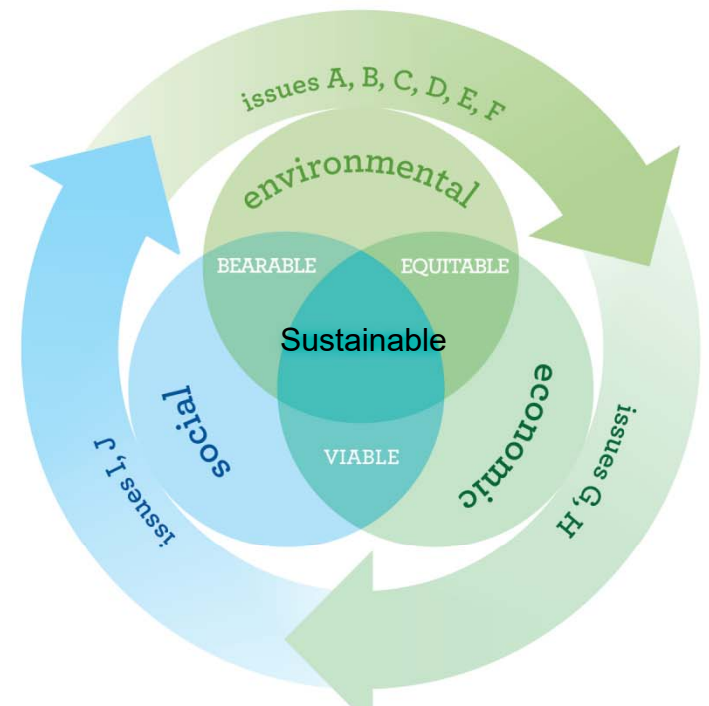 issues A, B, C, D, E, F
environmental
BEARABLE
EQUITABLE
Sustainable
social
economic
VIABLE
issues I, J
issues G, H